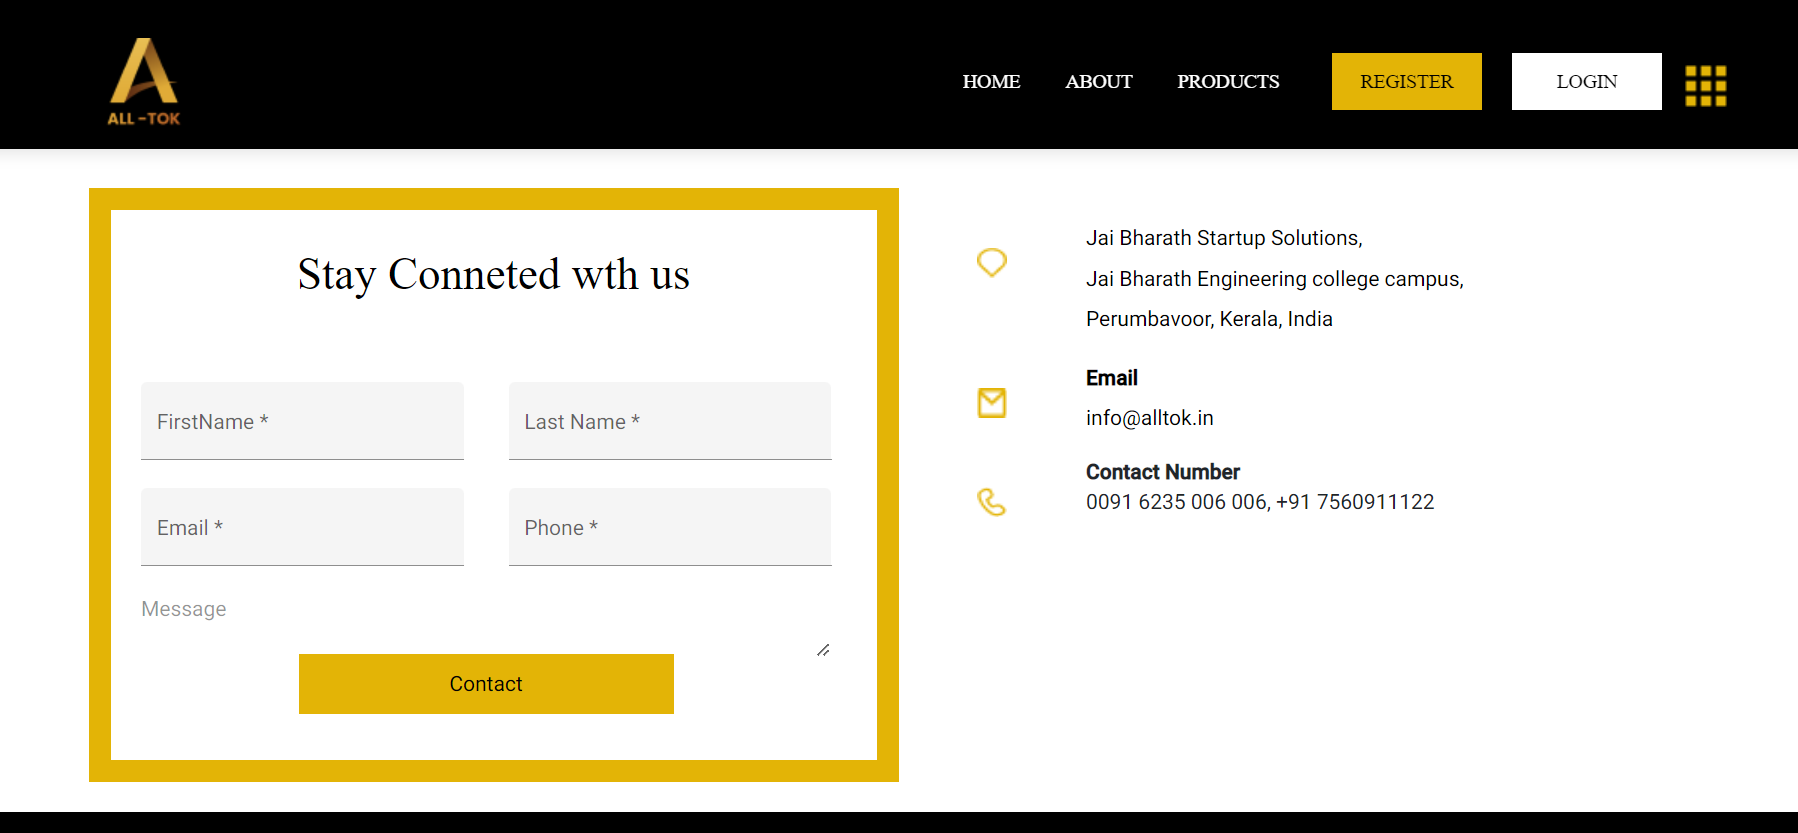 ALL-TOK
HOME ABOUT PRODUCTS REGISTER LOGIN
Stay Conneted wth us
FirstName * Last Name *
Email * Phone *
Message
Contact
Jai Bharath Startup Solutions,
Jai Bharath Engineering college campus,
Perumbavoor, Kerala, India
Email
info@alltok.in
Contact Number
0091 6235 006 006, +91 7560911122